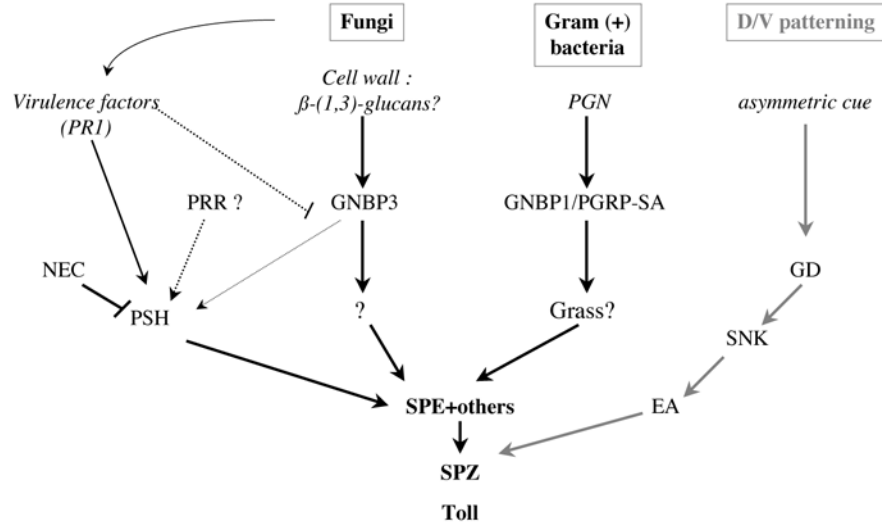 Fungi
Gram (+)
bacteria
D/V patterning
Cell wall :
β-(1,3)-glucans?
Virulence factors
(PR1)
PGN
asymmetric cue
PRR ?
GNBP3
GNBP1/PGRP-SA
NEC
GD
PSH
?
Grass?
SNK
SPE+others
EA
SPZ
Toll